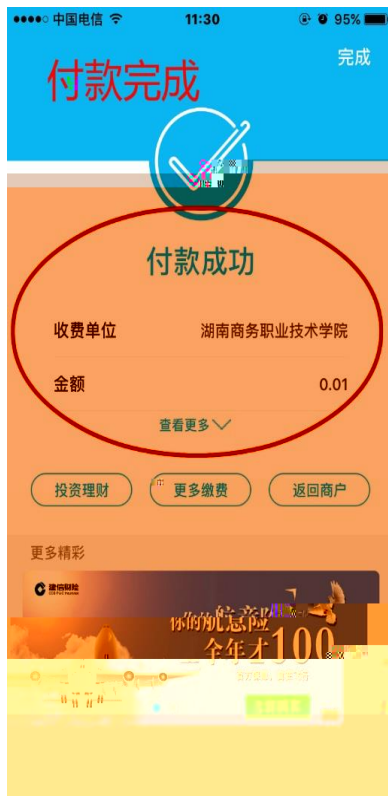 中国电信 11:30 95%
完成
付款完成
付款成功
收费单位 湖南商务职业技术学院
金额 0.01
查看更多
投资理财 更多缴费 返回商户
更多精彩
建信财险
你的航意险
全年才100